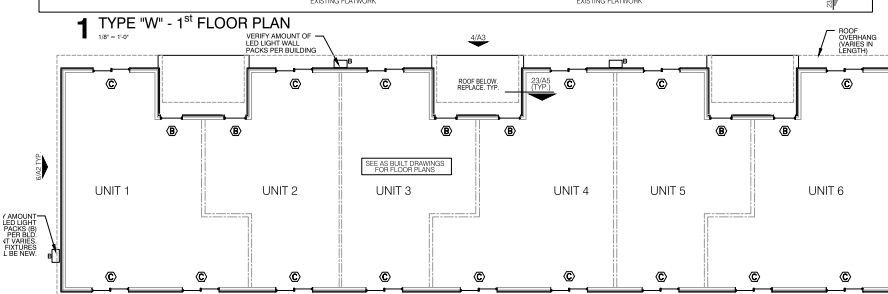 EXISTING FLATWORK
EXISTING FLATWORK
1 TYPE "W" - 1st FLOOR PLAN
1/8" = 1'-0"
VERIFY AMOUNT OF
LED LIGHT WALL
PACKS PER BUILDING
B
4/A3
B
ROOF
OVERHANG
(VARIES IN
LENGTH)
ROOF BELOW.
REPLACE. TYP.
23/A5
(TYP.)
C
C
C
C
C
C
B
B
B
B
B
B
6/A2 TYP.
SEE AS BUILT DRAWINGS
FOR FLOOR PLANS
UNIT 1
UNIT 2
UNIT 3
UNIT 4
UNIT 5
UNIT 6
AMOUNT
LED LIGHT
PACKS (B)
PER BLD.
VARIES.
FIXTURES
BE NEW.
B
C
C
C
C
C
C
C
C